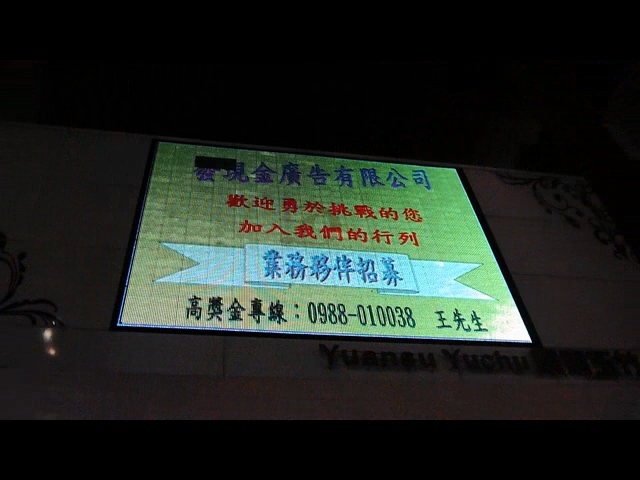 發現金廣告有限公司
歡迎勇於挑戰的您
加入我們的行列
業務夥伴招募
高獎金專線：0988-010038 王先生